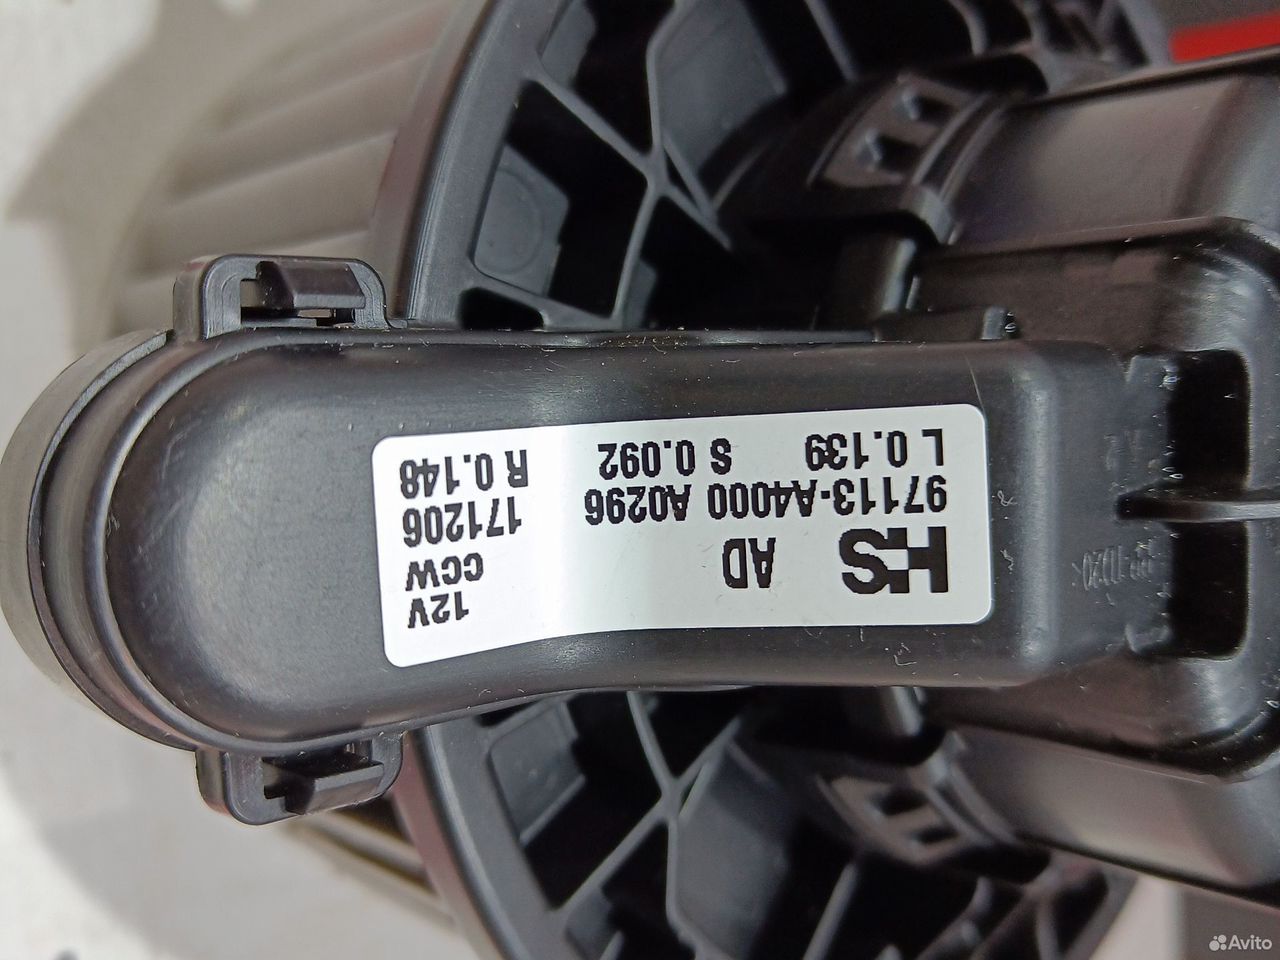 HS AD 12V
CCW
97113-A4000 A0296 171206
L 0.139 S 0.092 R 0.148
Avito